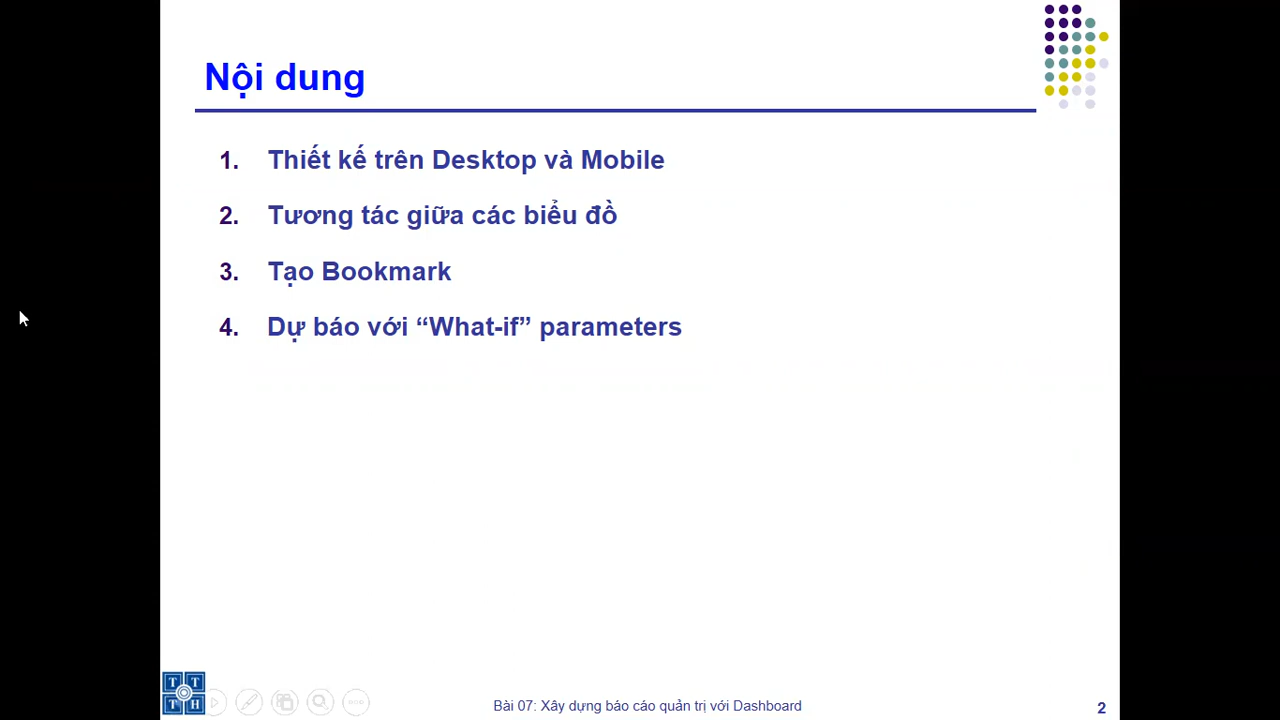 Nội dung
1. Thiết kế trên Desktop và Mobile
2. Tương tác giữa các biểu đồ
3. Tạo Bookmark
4. Dự báo với “What-if” parameters
T T
T H
Bài 07: Xây dựng báo cáo quản trị với Dashboard
2